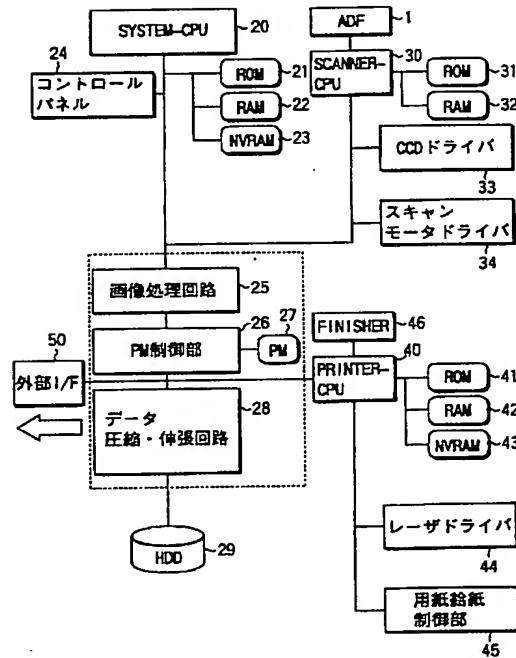 SYSTEM-CPU
20
24
コントロール
パネル
ROM
21
RAM
22
NVRAM
23
ADF
1
SCANNER-
CPU
30
ROM
31
RAM
32
CCDドライバ
33
スキャン
モータドライバ
34
画像処理回路
25
PM制御部
26
PM
27
50
外部I/F
データ
圧縮・伸張回路
28
HDD
29
FINISHER
46
PRINTER-
CPU
40
ROM
41
RAM
42
NVRAM
43
レーザドライバ
44
用紙給紙
制御部
45